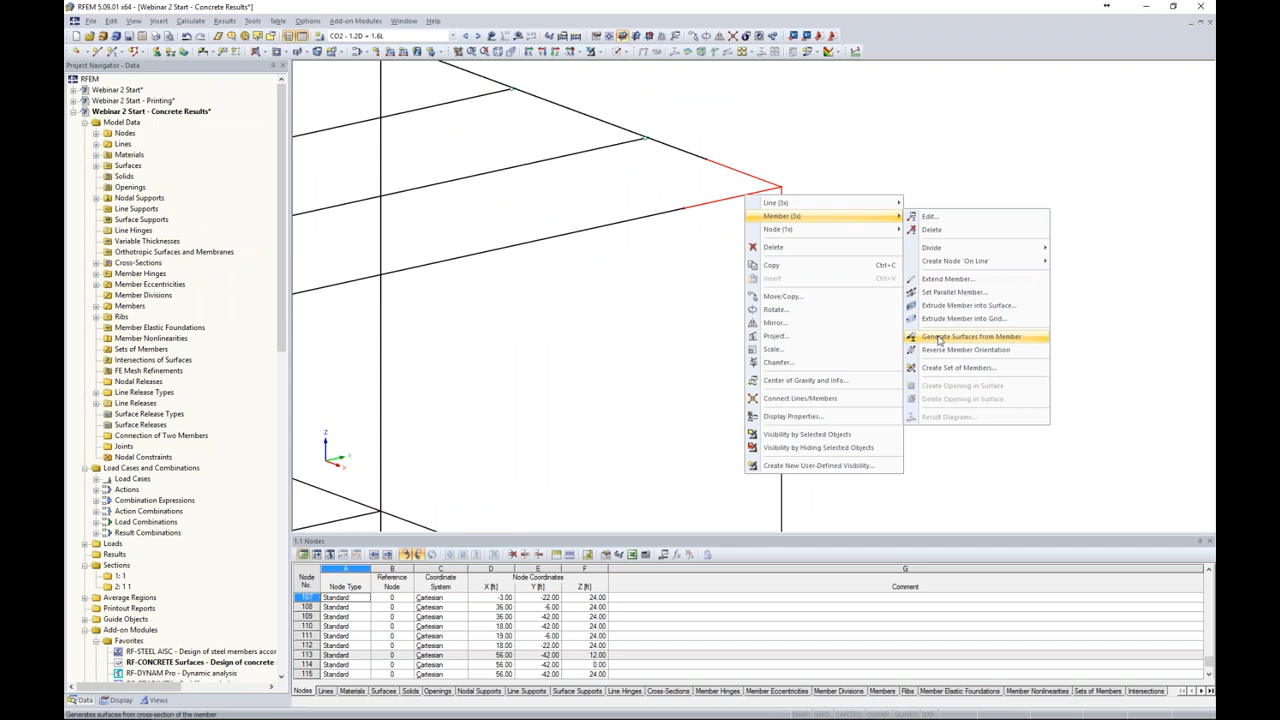 RFEM 5.09.01 x64 - [Webinar 2 Start - Concrete Results*]
File Edit View Insert Calculate Results Tools Table Options Add-on Modules Window Help
CO2 - 1.2D + 1.6L
Project Navigator - Data
RFEM
Webinar 2 Start*
Webinar 2 Start - Printing*
Webinar 2 Start - Concrete Results*
Model Data
Nodes
Lines
Materials
Surfaces
Solids
Openings
Nodal Supports
Line Supports
Surface Supports
Line Hinges
Variable Thicknesses
Orthotropic Surfaces and Membranes
Cross-Sections
Member Hinges
Member Eccentricities
Member Divisions
Members
Ribs
Member Elastic Foundations
Member Nonlinearities
Sets of Members
Intersections of Surfaces
FE Mesh Refinements
Nodal Releases
Line Release Types
Line Releases
Surface Release Types
Surface Releases
Connection of Two Members
Joints
Nodal Constraints
Load Cases and Combinations
Load Cases
Actions
Combination Expressions
Action Combinations
Load Combinations
Result Combinations
Loads
Results
Sections
1: 1
2: 1 1
Average Regions
Printout Reports
Guide Objects
Add-on Modules
Favorites
RF-STEEL AISC - Design of steel members accor
RF-CONCRETE Surfaces - Design of concrete
RF-DYNAM Pro - Dynamic analysis
Data Display Views
Line (3x)
Member (3x)
Node (1x)
Delete
Copy Ctrl+C
Insert Ctrl+V
Move/Copy...
Rotate...
Mirror...
Project...
Scale...
Chamfer...
Center of Gravity and Info...
Connect Lines/Members
Display Properties...
Visibility by Selected Objects
Visibility by Hiding Selected Objects
Create New User-Defined Visibility...
Edit...
Delete
Divide
Create Node 'On Line'
Extend Member...
Set Parallel Member...
Extrude Member into Surface...
Extrude Member into Grid...
Generate Surfaces from Member
Reverse Member Orientation
Create Set of Members...
Create Opening in Surface
Delete Opening in Surface
Result Diagrams...
Z
Y
X
1.1 Nodes
A B C D E F G
Node No. Node Type Reference Node Coordinate System Node Coordinates X [ft] Y [ft] Z [ft] Comment
107 Standard 0 Cartesian -3.00 -22.00 24.00
108 Standard 0 Cartesian 36.00 -6.00 24.00
109 Standard 0 Cartesian 36.00 -42.00 24.00
110 Standard 0 Cartesian 18.00 -42.00 24.00
111 Standard 0 Cartesian 19.00 -6.00 24.00
112 Standard 0 Cartesian 18.00 -22.00 24.00
113 Standard 0 Cartesian 56.00 -42.00 12.00
114 Standard 0 Cartesian 56.00 -42.00 0.00
115 Standard 0 Cartesian 56.00 -42.00 24.00
Nodes Lines Materials Surfaces Solids Openings Nodal Supports Line Supports Surface Supports Line Hinges Cross-Sections Member Hinges Member Eccentricities Member Divisions Members Ribs Member Elastic Foundations Member Nonlinearities Sets of Members Intersections
Generates surfaces from cross-section of the member.
SNAP GRID CARTES OSNAP GLINES DXF